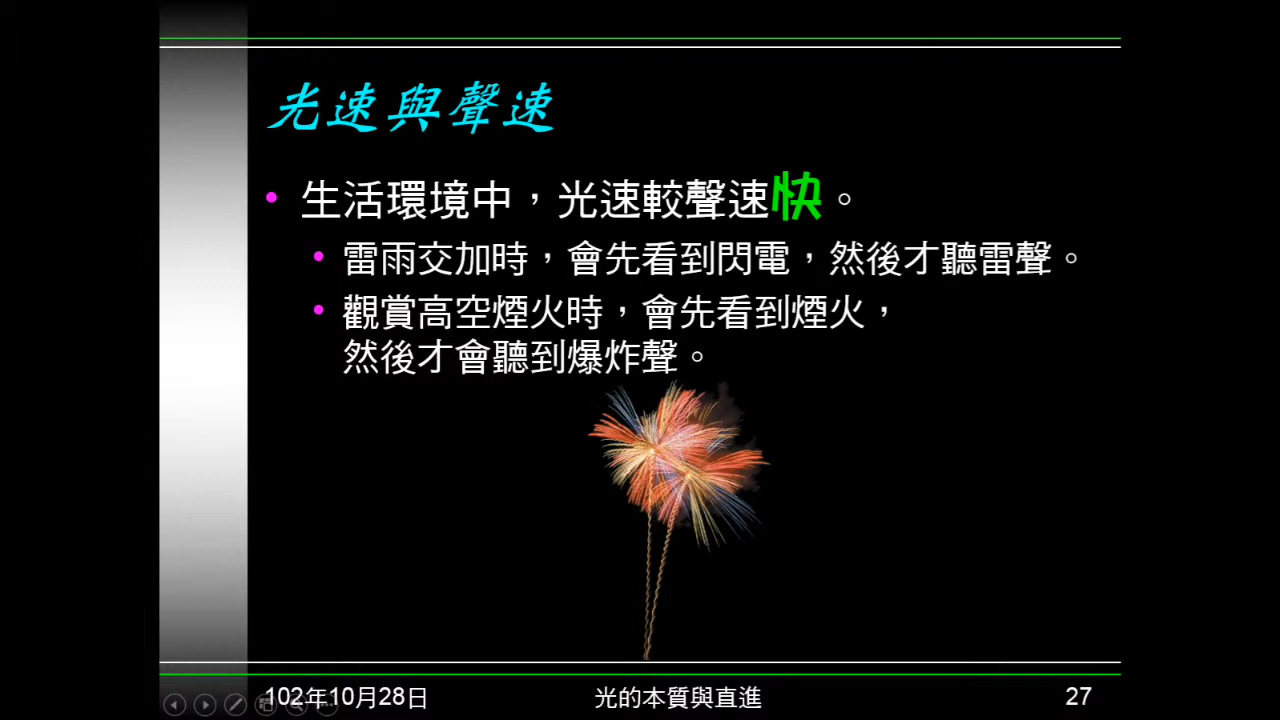 光速與聲速
• 生活環境中，光速較聲速快。
• 雷雨交加時，會先看到閃電，然後才聽雷聲。
• 觀賞高空煙火時，會先看到煙火，
然後才會聽到爆炸聲。
102年10月28日
光的本質與直進
27